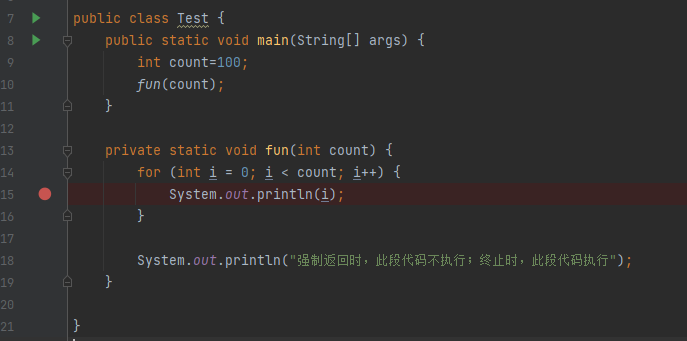 7 public class Test {
8 public static void main(String[] args) {
9 int count=100;
10 fun(count);
11 }
12
13 private static void fun(int count) {
14 for (int i = 0; i < count; i++) {
15 System.out.println(i);
16 }
17
18 System.out.println("强制返回时，此段代码不执行；终止时，此段代码执行");
19 }
20
21 }